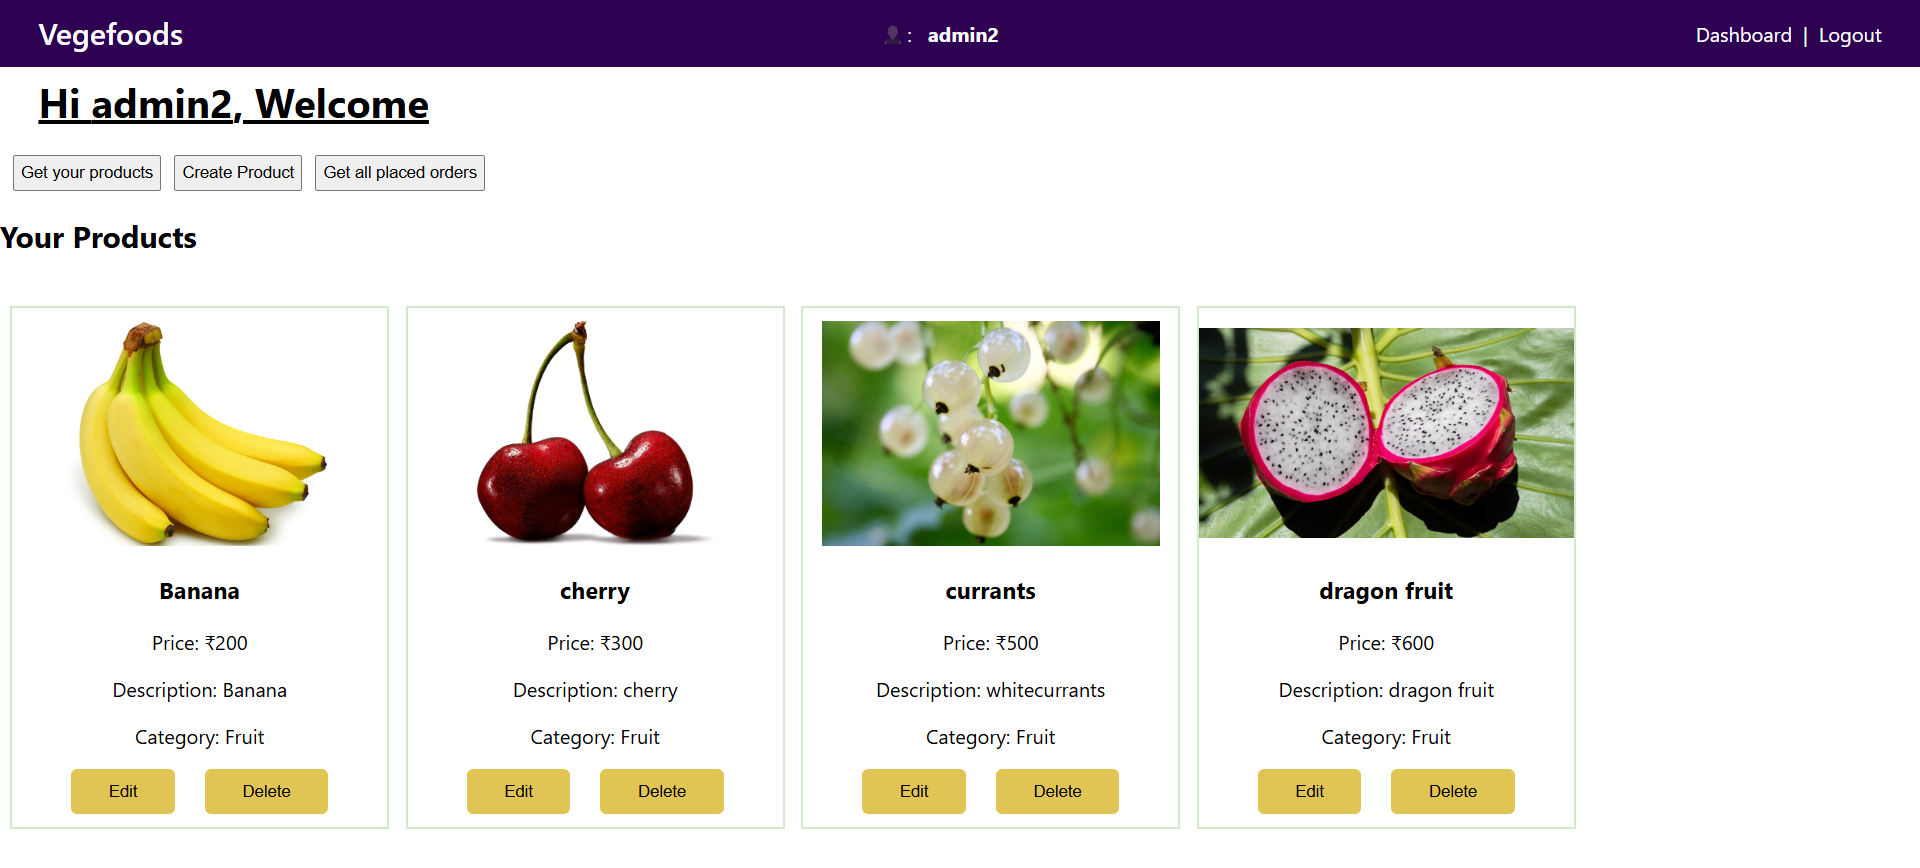 Vegefoods
👤 : admin2
Dashboard | Logout
Hi admin2, Welcome
Get your products
Create Product
Get all placed orders
Your Products
Banana
Price: ₹200
Description: Banana
Category: Fruit
Edit
Delete
cherry
Price: ₹300
Description: cherry
Category: Fruit
Edit
Delete
currants
Price: ₹500
Description: whitecurrants
Category: Fruit
Edit
Delete
dragon fruit
Price: ₹600
Description: dragon fruit
Category: Fruit
Edit
Delete